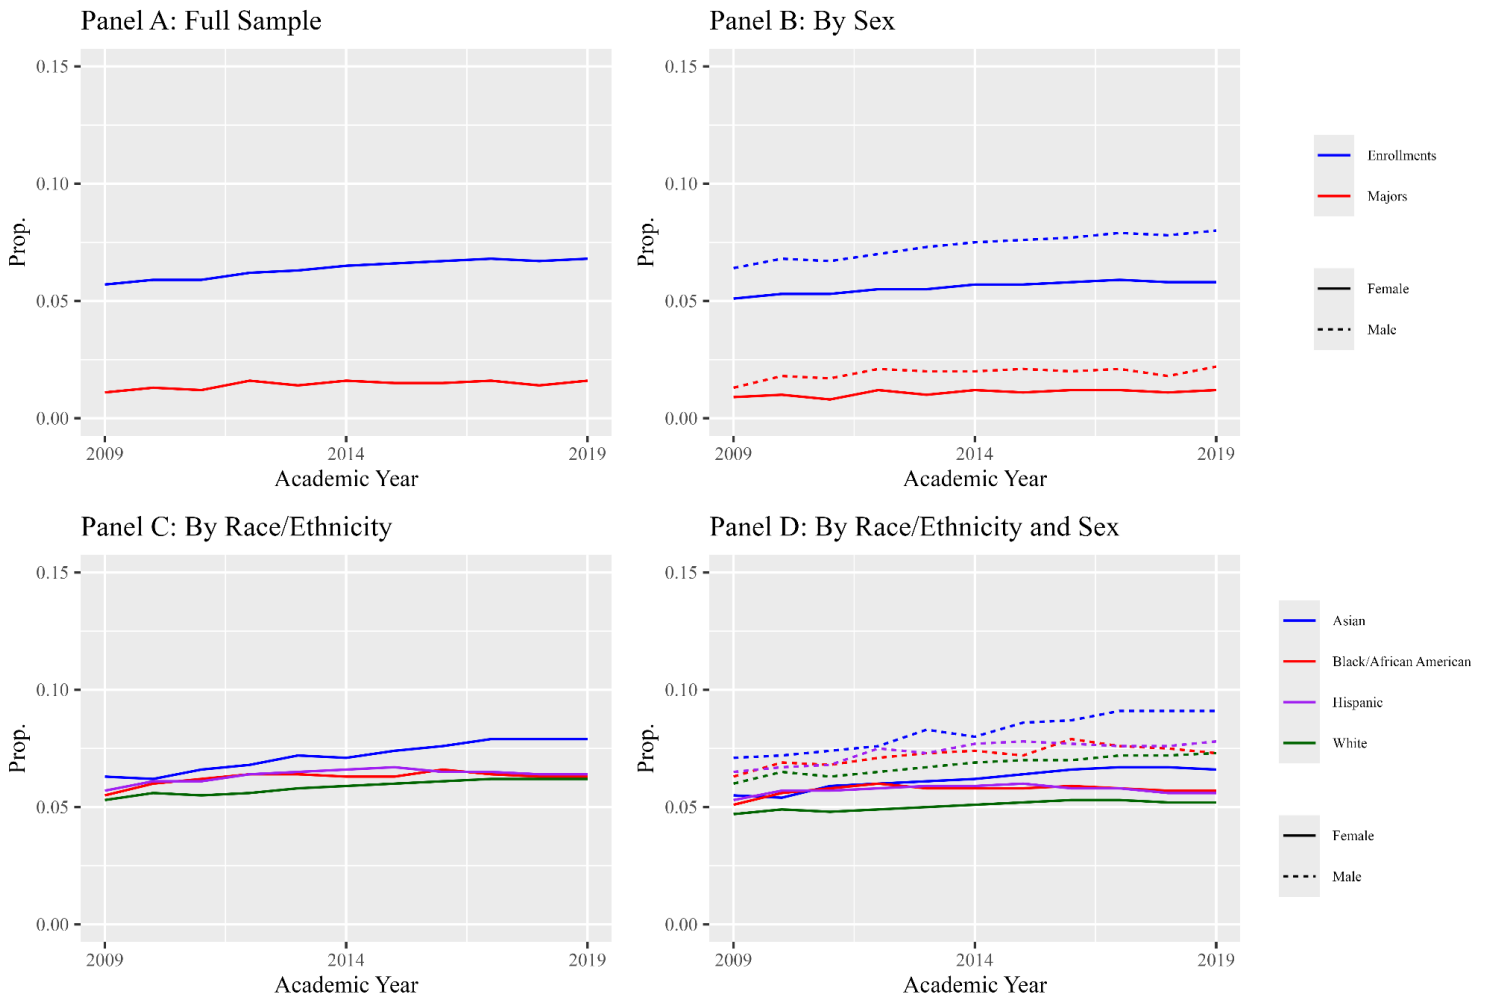 Panel A: Full Sample
0.15
0.10
0.05
0.00
Prop.
2009
2014
2019
Academic Year
Panel B: By Sex
0.15
0.10
0.05
0.00
Prop.
2009
2014
2019
Academic Year
Enrollments
Majors
Female
Male
Panel C: By Race/Ethnicity
0.15
0.10
0.05
0.00
Prop.
2009
2014
2019
Academic Year
Panel D: By Race/Ethnicity and Sex
0.15
0.10
0.05
0.00
Prop.
2009
2014
2019
Academic Year
Asian
Black/African American
Hispanic
White
Female
Male